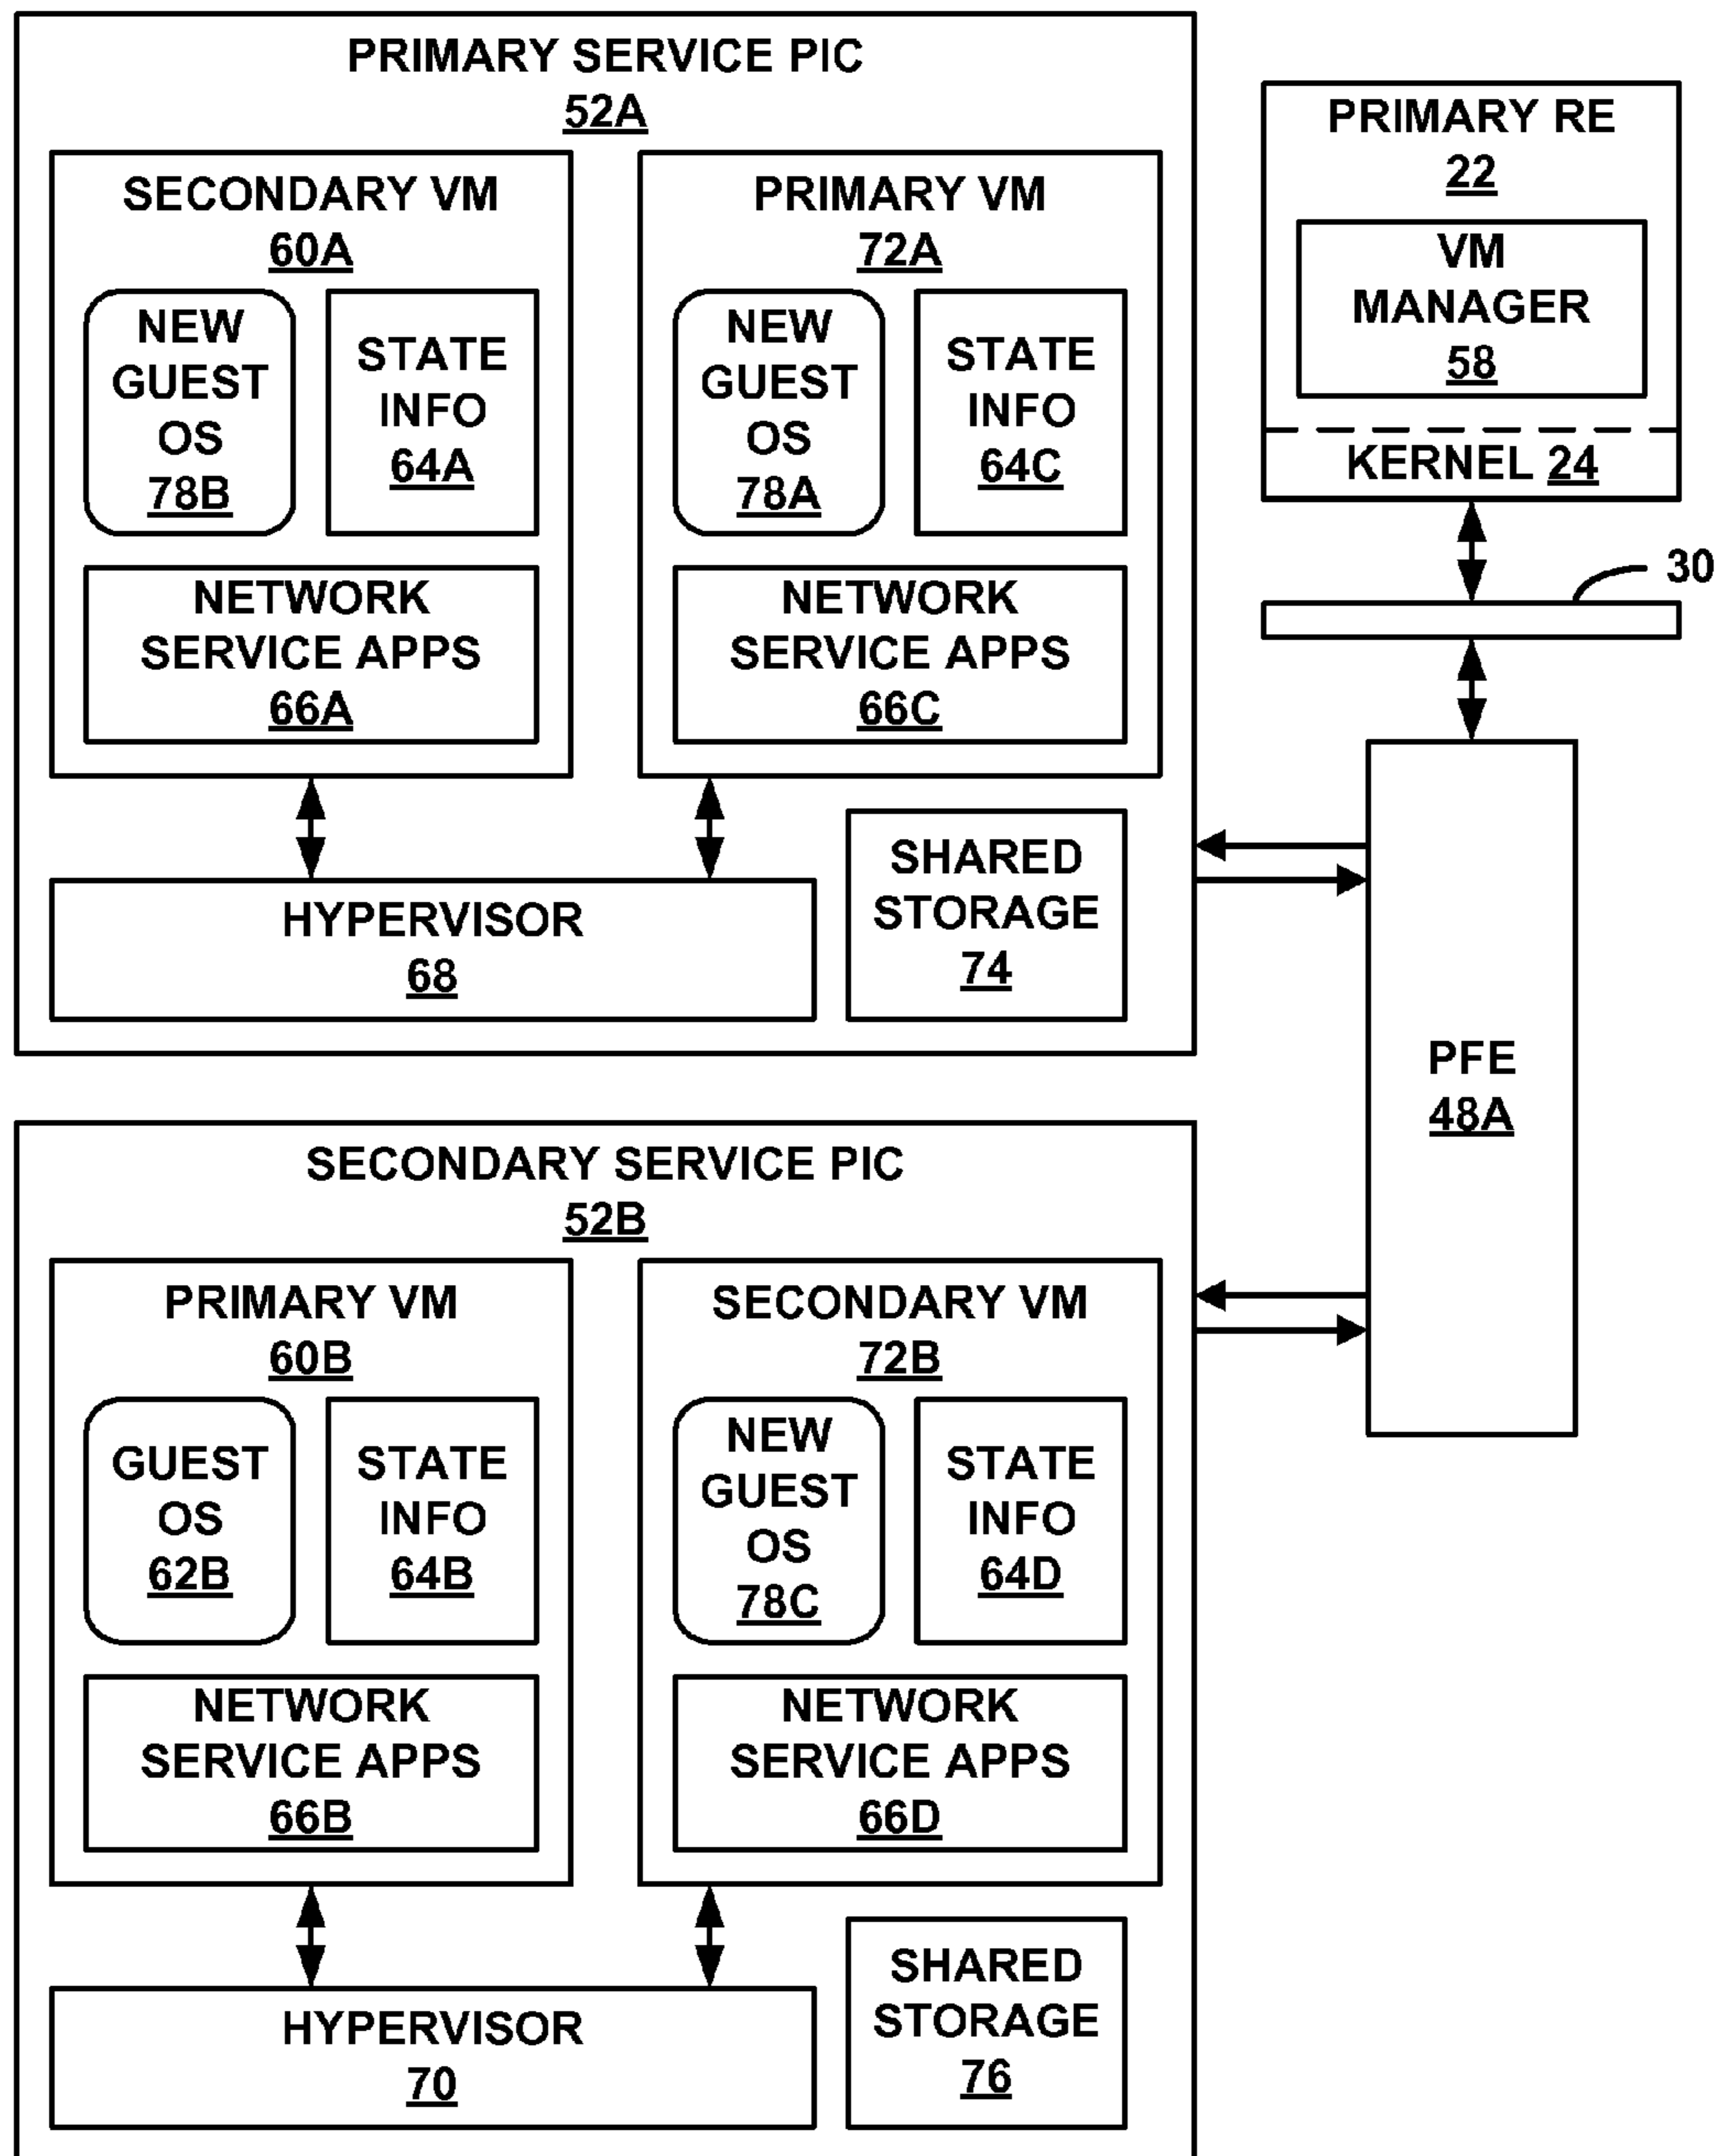 PRIMARY SERVICE PIC
52A
SECONDARY VM
60A
NEW
GUEST
OS
78B
STATE
INFO
64A
NETWORK
SERVICE APPS
66A
PRIMARY VM
72A
NEW
GUEST
OS
78A
STATE
INFO
64C
NETWORK
SERVICE APPS
66C
HYPERVISOR
68
SHARED
STORAGE
74
PRIMARY RE
22
VM
MANAGER
58
KERNEL 24
30
PFE
48A
SECONDARY SERVICE PIC
52B
PRIMARY VM
60B
GUEST
OS
62B
STATE
INFO
64B
NETWORK
SERVICE APPS
66B
SECONDARY VM
72B
NEW
GUEST
OS
78C
STATE
INFO
64D
NETWORK
SERVICE APPS
66D
HYPERVISOR
70
SHARED
STORAGE
76